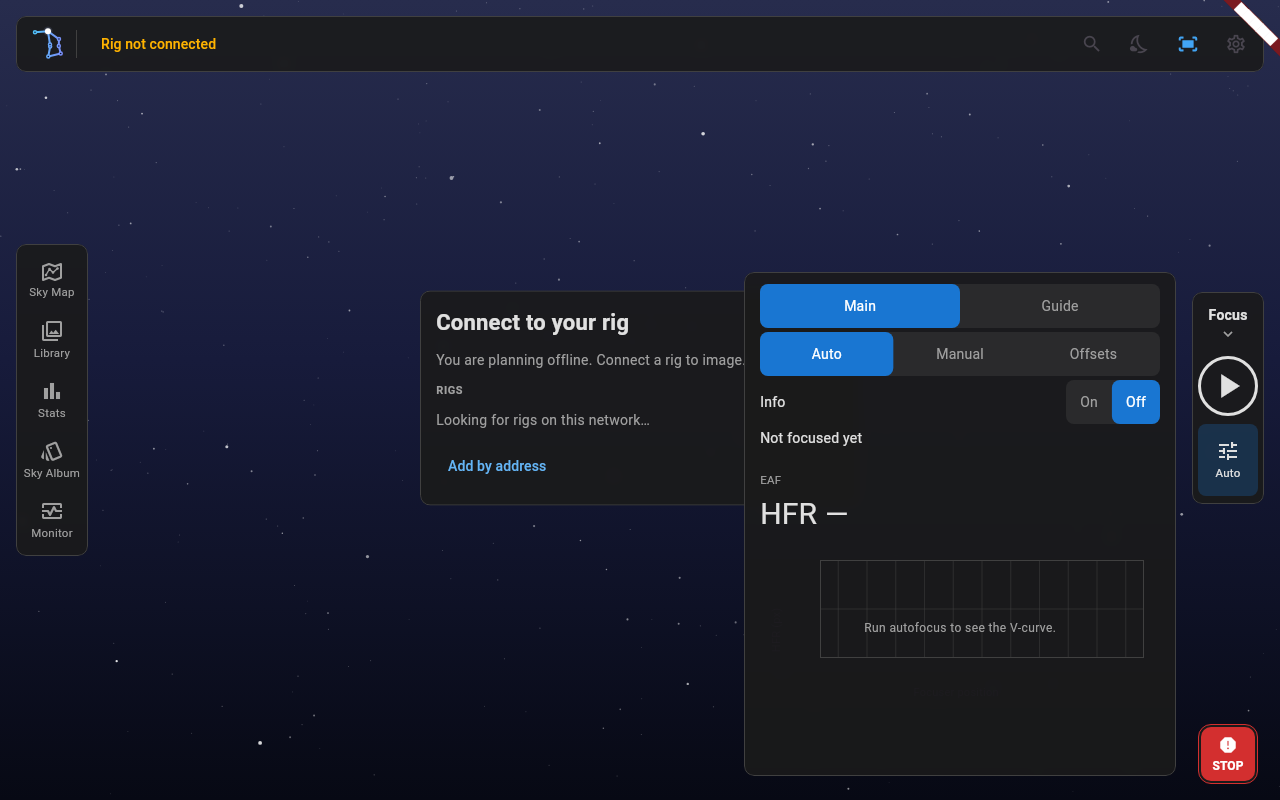 Rig not connected
Sky Map
Library
Stats
Sky Album
Monitor
Connect to your rig
You are planning offline. Connect a rig to image.
RIGS
Looking for rigs on this network…
Add by address
Main
Guide
Auto
Manual
Offsets
Info
On
Off
Not focused yet
EAF
HFR —
Run autofocus to see the V-curve.
Focus
Auto
STOP